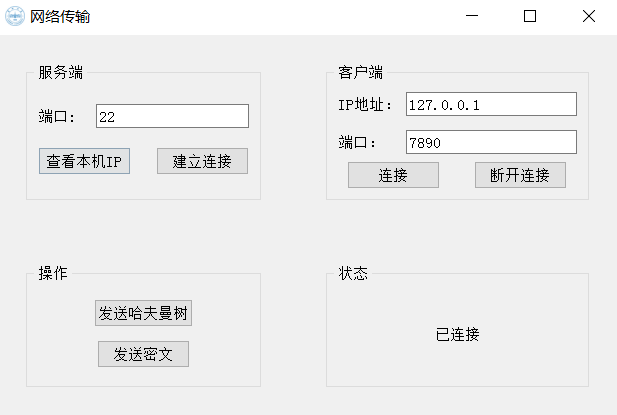 网络传输
服务端
端口： 22
查看本机IP 建立连接
客户端
IP地址： 127.0.0.1
端口： 7890
连接 断开连接
操作
发送哈夫曼树
发送密文
状态
已连接